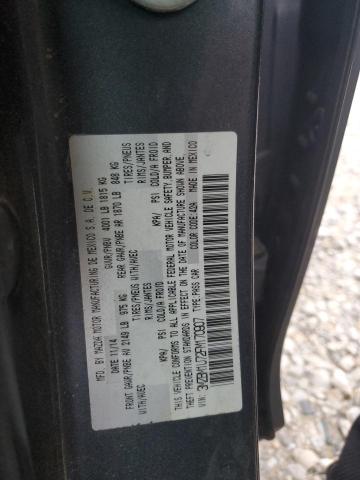 MFD. BY MAZDA MOTOR MANUFACTURING DE MEXICO S.A. DE C.V.
DATE: 11/14 GVWR/PNBV 4001 LB 1815 KG
FRONT GAWR/PNBE AV 2149 LB 975 KG REAR GAWR/PNBE AR 1870 LB 848 KG
WITH/AVEC TIRES/PNEUS WITH/AVEC TIRES/PNEUS
RIMS/JANTES RIMS/JANTES
KPA/ PSI COLD/A FROID KPA/ PSI COLD/A FROID
THIS VEHICLE CONFORMS TO ALL APPLICABLE FEDERAL MOTOR VEHICLE SAFETY, BUMPER, AND
THEFT PREVENTION STANDARDS IN EFFECT ON THE DATE OF MANUFACTURE SHOWN ABOVE.
TYPE: PASS CAR COLOR CODE: 42A MADE IN MEXICO
VIN: